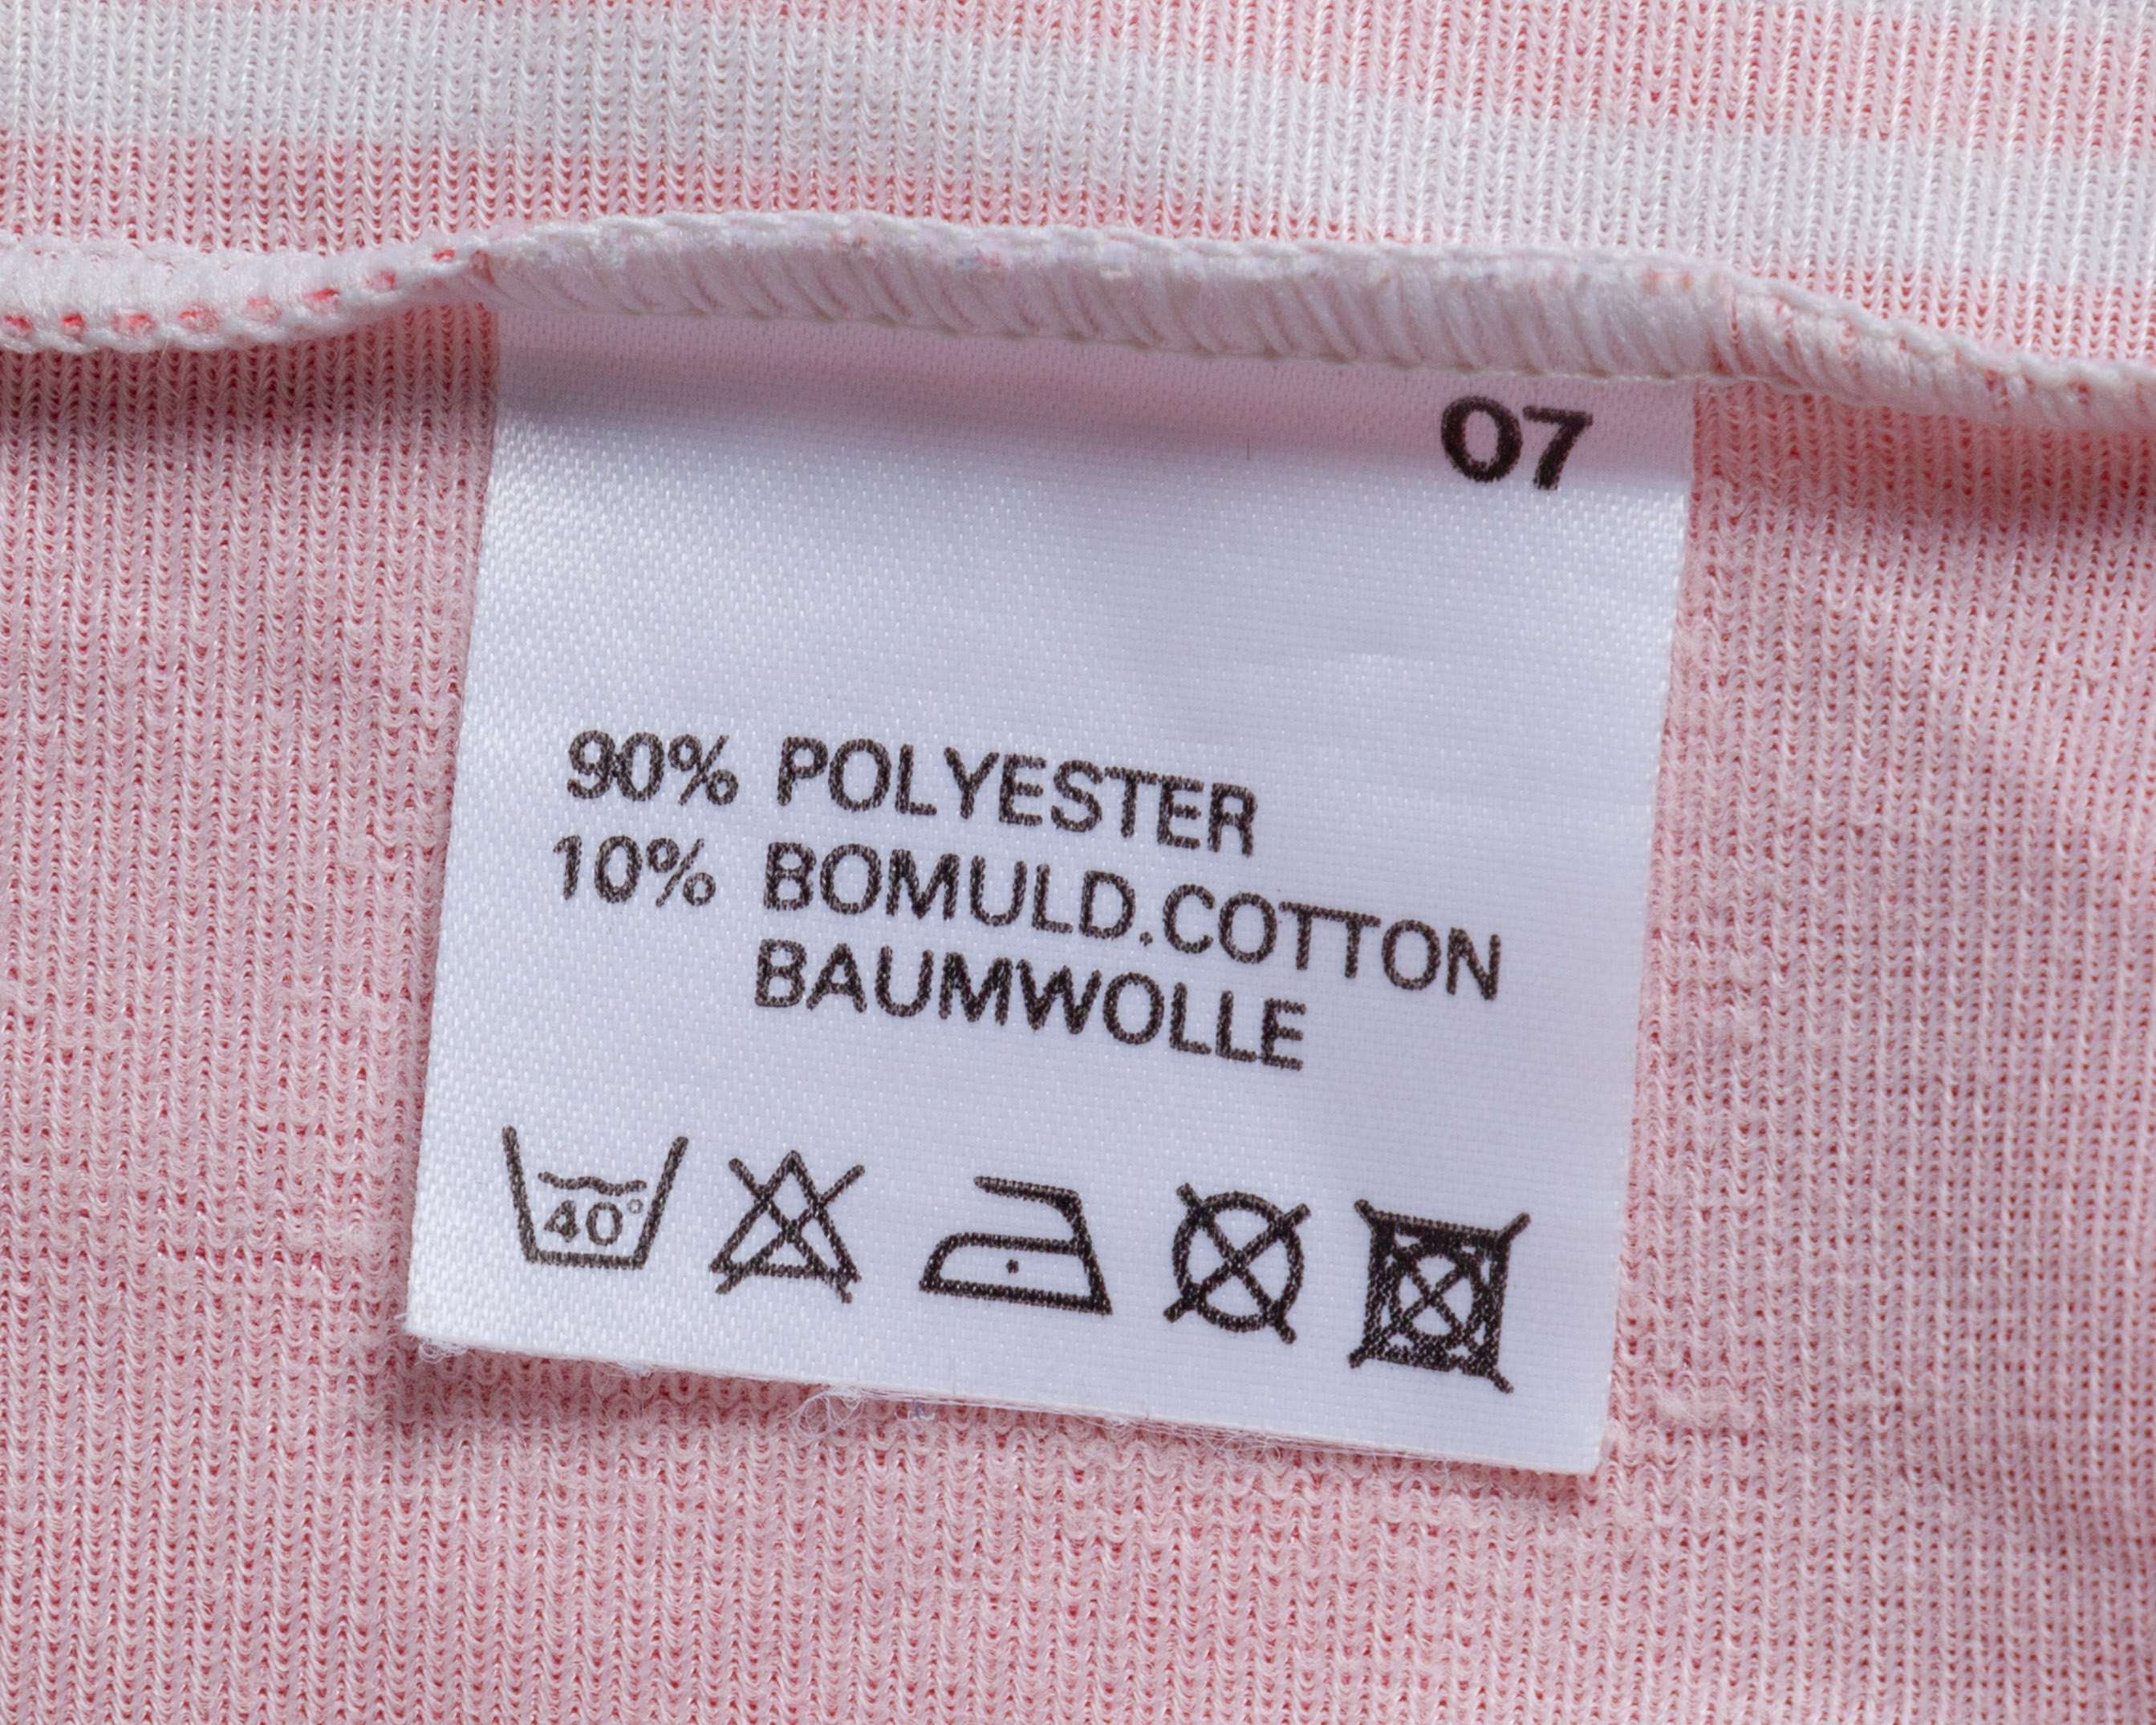 07
90% POLYESTER
10% BOMULD.COTTON
BAUMWOLLE
40°